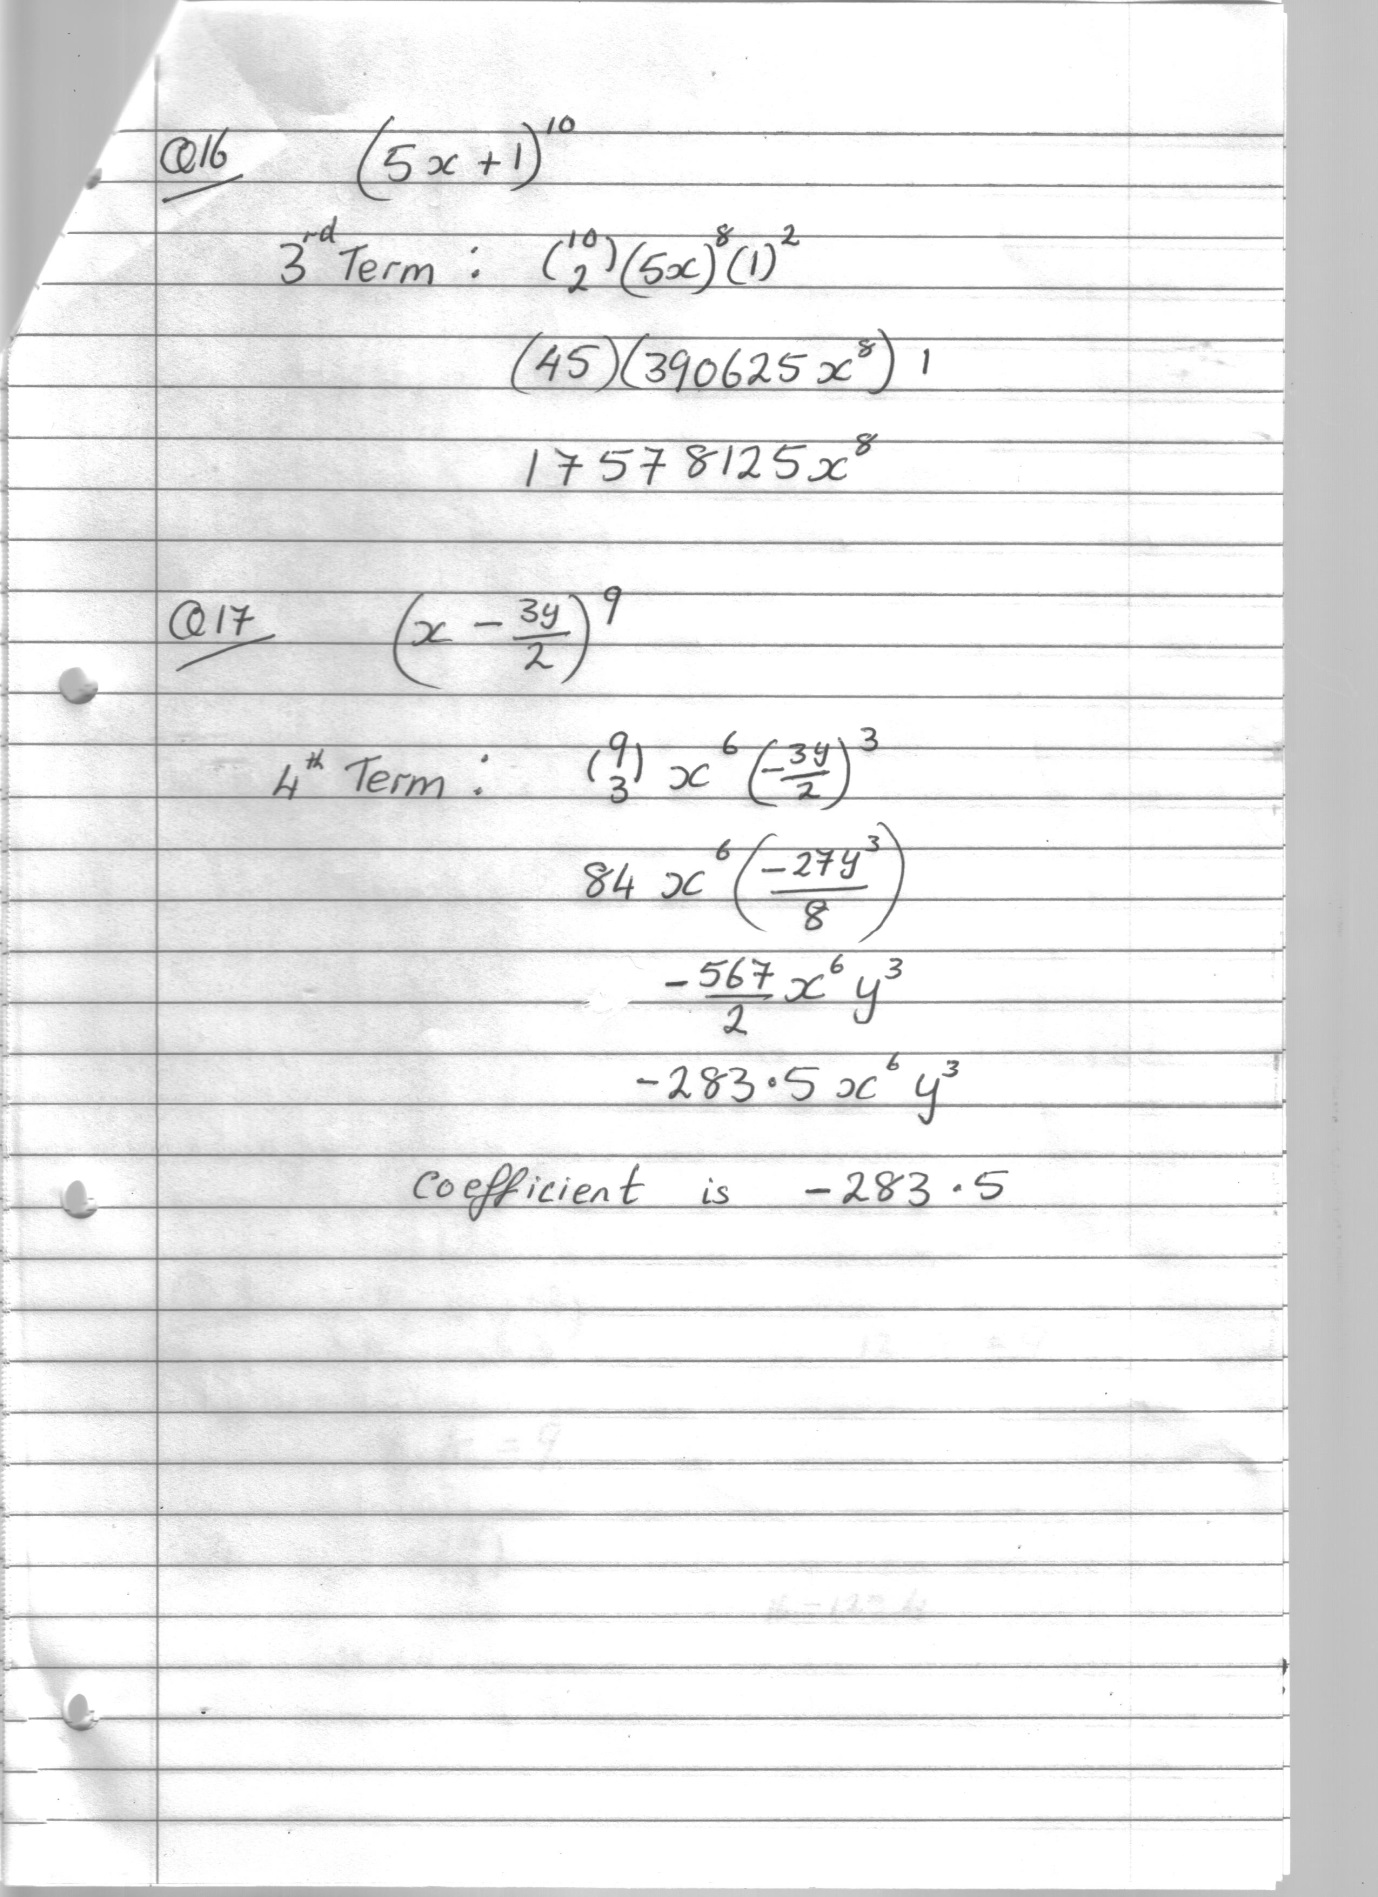 Q16 (5x + 1)^10
3rd Term : (10 2)(5x)^8(1)^2
(45)(390625x^8) 1
17578125x^8
Q17 (x - 3y/2)^9
4th Term : (9 3) x^6 (-3y/2)^3
84 x^6 (-27y^3/8)
-567/2 x^6 y^3
-283.5 x^6 y^3
Coefficient is -283.5